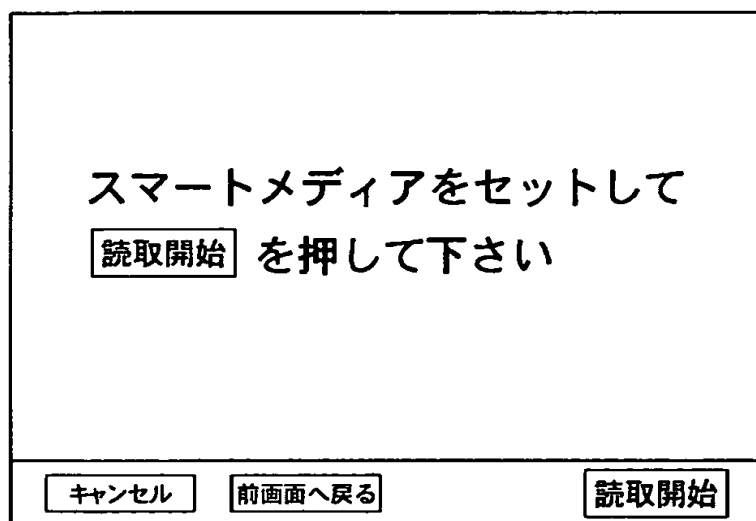 スマートメディアをセットして
読取開始 を押して下さい
キャンセル 前画面へ戻る 読取開始